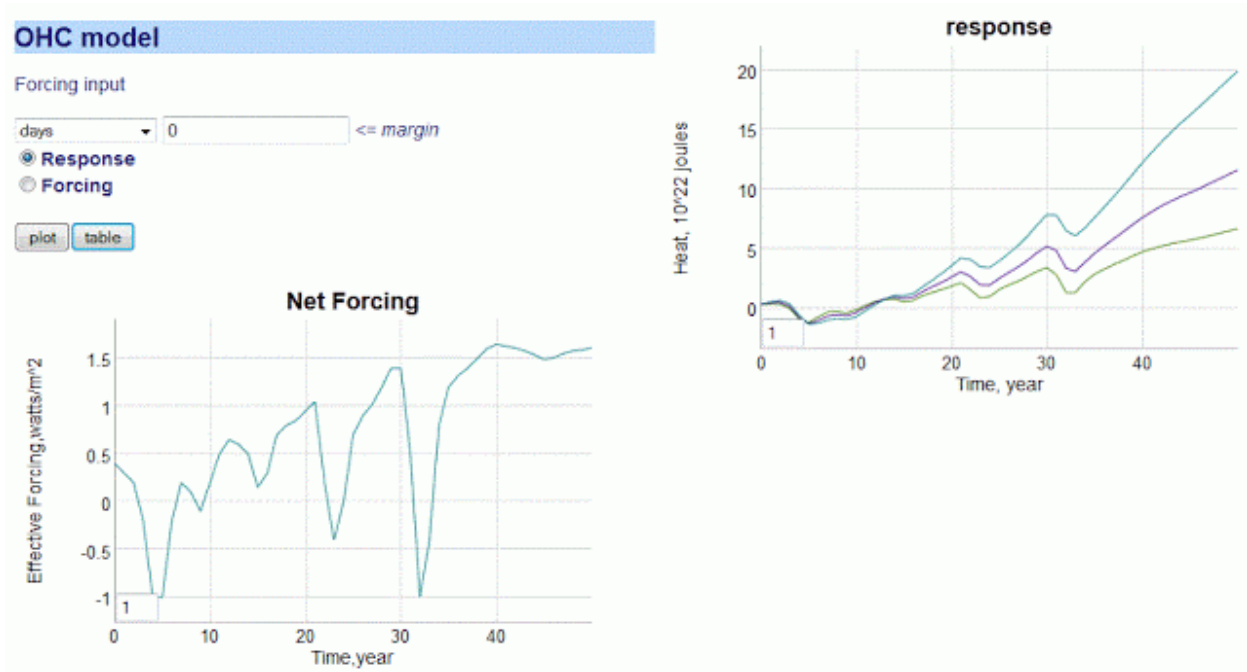 OHC model
Forcing input
days 0 <= margin
Response
Forcing
plot table
Net Forcing
Effective Forcing,watts/m^2
1.5
1
0.5
0
-0.5
-1
1
0 10 20 30 40
Time,year
response
Heat, 10^22 joules
20
15
10
5
0
1
0 10 20 30 40
Time, year